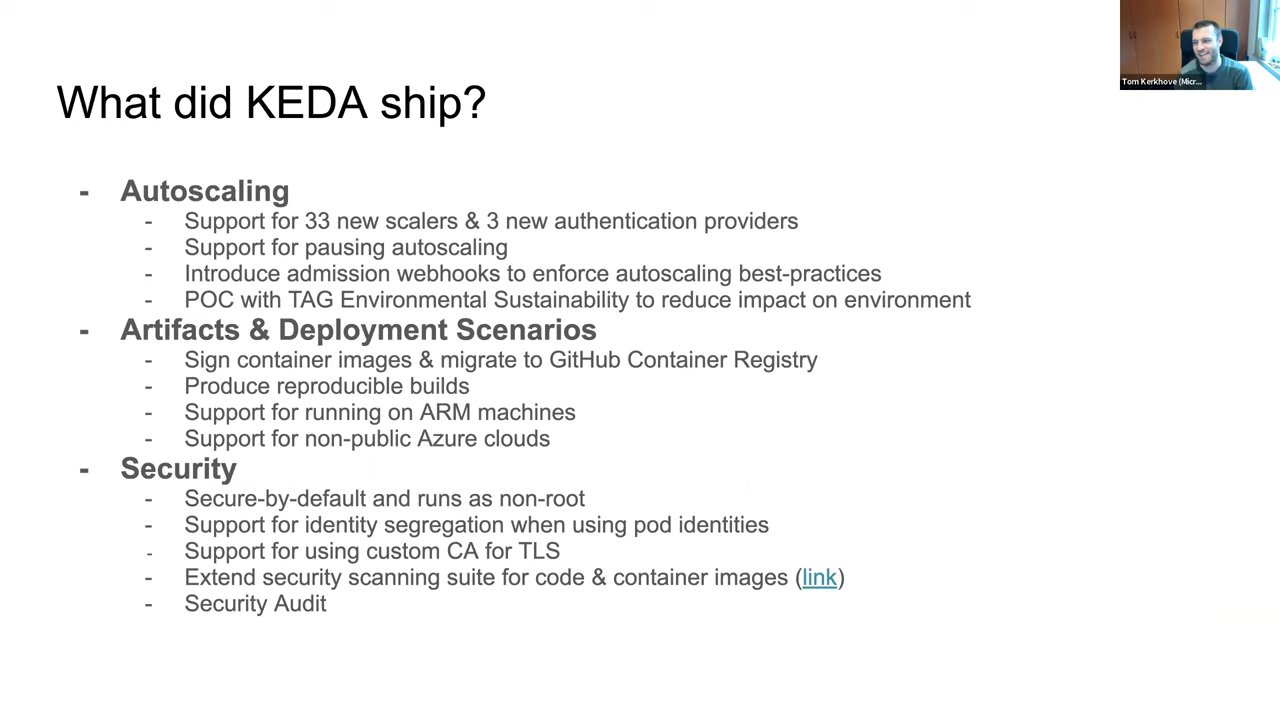 Tom Kerkhove (Micr...
What did KEDA ship?
- Autoscaling
- Support for 33 new scalers & 3 new authentication providers
- Support for pausing autoscaling
- Introduce admission webhooks to enforce autoscaling best-practices
- POC with TAG Environmental Sustainability to reduce impact on environment
- Artifacts & Deployment Scenarios
- Sign container images & migrate to GitHub Container Registry
- Produce reproducible builds
- Support for running on ARM machines
- Support for non-public Azure clouds
- Security
- Secure-by-default and runs as non-root
- Support for identity segregation when using pod identities
- Support for using custom CA for TLS
- Extend security scanning suite for code & container images (link)
- Security Audit